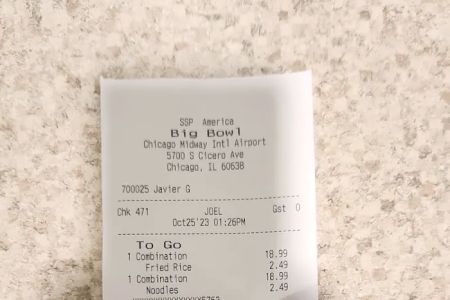 SSP America
Big Bowl
Chicago Midway Intl Airport
5700 S Cicero Ave
Chicago, IL 60638
700025 Javier G
Chk 471 JOEL Gst 0
Oct25'23 01:26PM
To Go
1 Combination 18.99
Fried Rice 2.49
1 Combination 18.99
Noodles 2.49